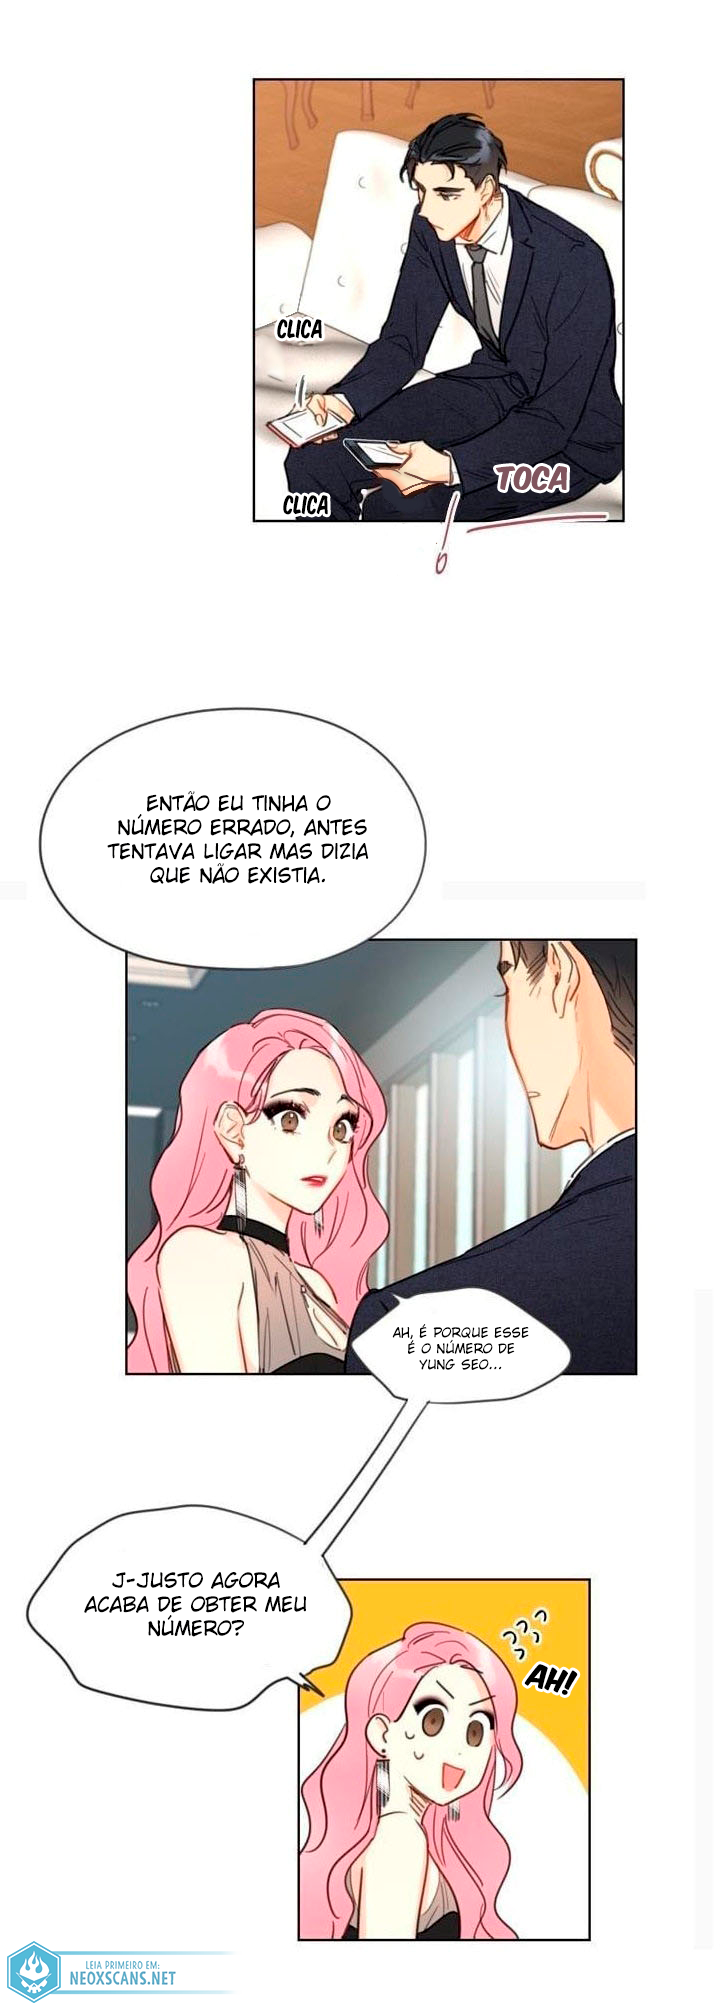 CLICA
TOCA
CLICA
ENTÃO EU TINHA O
NÚMERO ERRADO, ANTES
TENTAVA LIGAR MAS DIZIA
QUE NÃO EXISTIA.
AH, É PORQUE ESSE
É O NÚMERO DE
YUNG SEO...
J-JUSTO AGORA
ACABA DE OBTER MEU
NÚMERO?
AH!
LEIA PRIMEIRO EM:
NEOXSCANS.NET